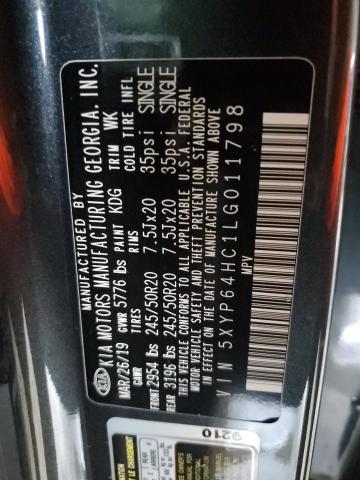 MANUFACTURED BY
KIA KIA MOTORS MANUFACTURING GEORGIA, INC.
MAR/26/19 GVWR 5776 lbs PAINT KDG TRIM WK
GAWR TIRES RIMS COLD TIRE INFL
FRONT 2954 lbs 245/50R20 7.5Jx20 35psi SINGLE
REAR 3196 lbs 245/50R20 7.5Jx20 35psi SINGLE
THIS VEHICLE CONFORMS TO ALL APPLICABLE U.S.A. FEDERAL
MOTOR VEHICLE SAFETY AND THEFT PREVENTION STANDARDS
IN EFFECT ON THE DATE OF MANUFACTURE SHOWN ABOVE.
VIN 5XYP64HC1LG011798
MPV
9210